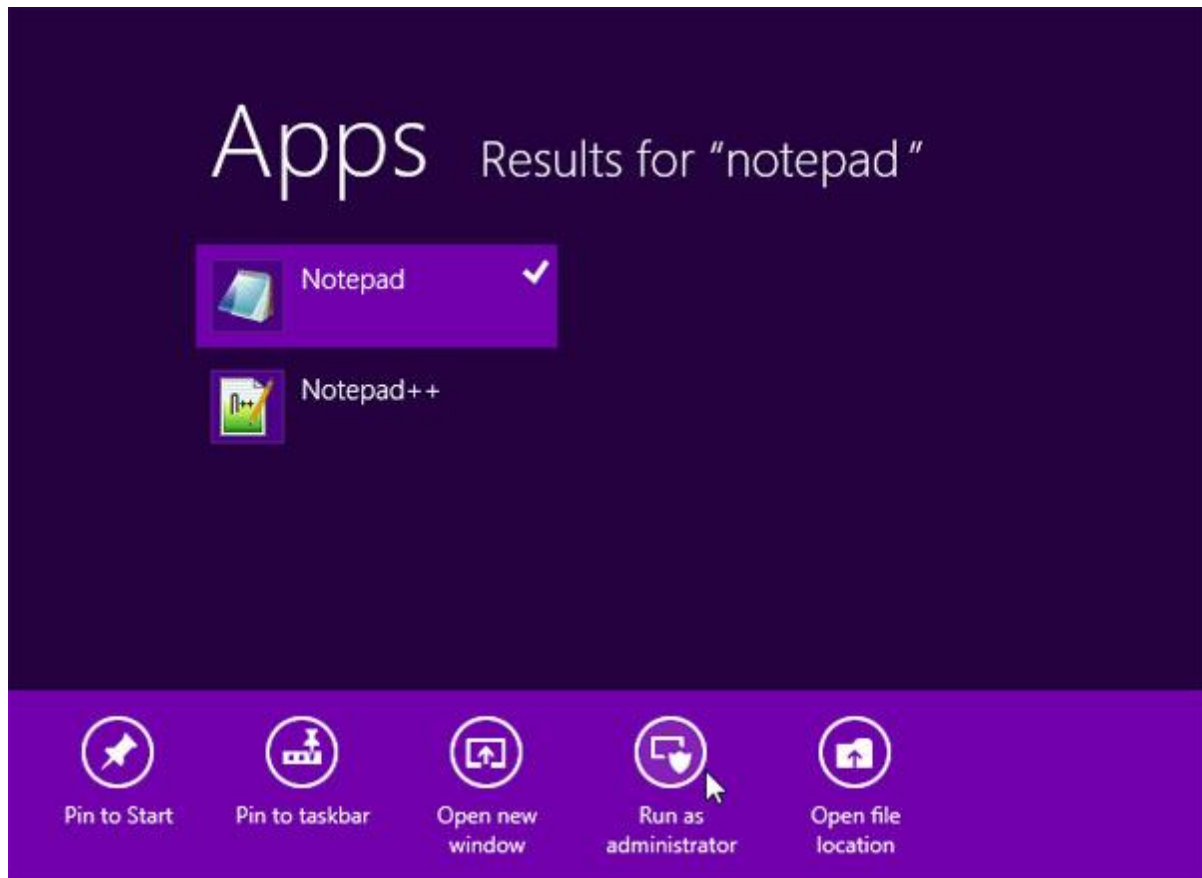 Apps Results for "notepad "
Notepad
Notepad++
Pin to Start
Pin to taskbar
Open new
window
Run as
administrator
Open file
location